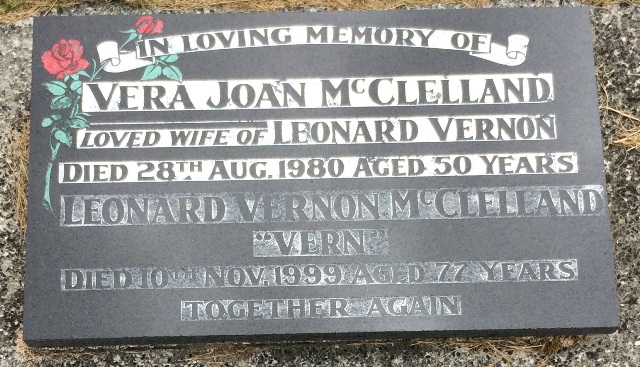 IN LOVING MEMORY OF
VERA JOAN McCLELLAND
LOVED WIFE OF LEONARD VERNON
DIED 28TH AUG. 1980 AGED 50 YEARS
LEONARD VERNON McCLELLAND
"VERN"
DIED 10TH NOV. 1999 AGED 77 YEARS
TOGETHER AGAIN